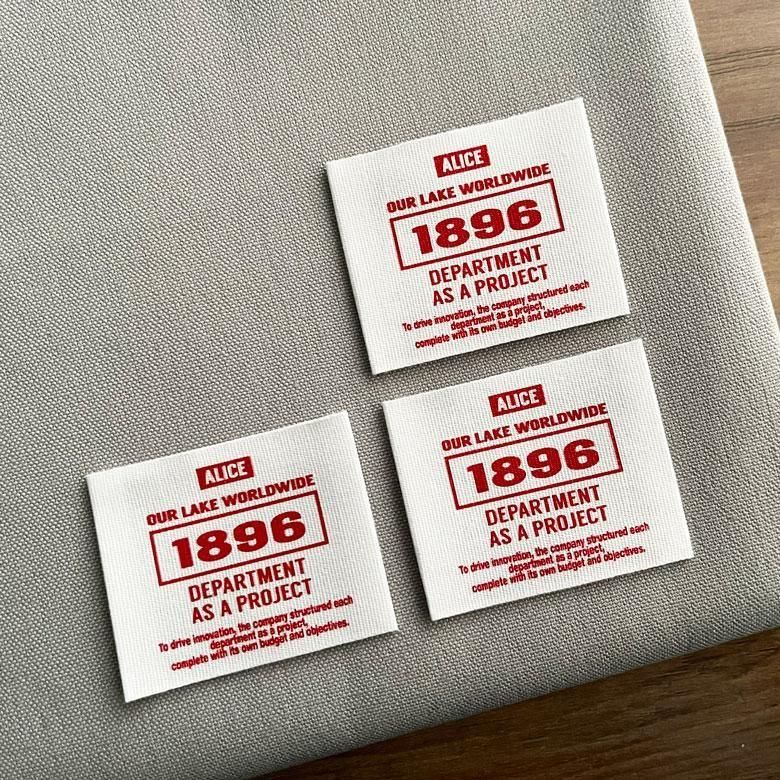 ALICE
OUR LAKE WORLDWIDE
1896
DEPARTMENT
AS A PROJECT
To drive innovation, the company structured each
department as a project,
complete with its own budget and objectives.
ALICE
OUR LAKE WORLDWIDE
1896
DEPARTMENT
AS A PROJECT
To drive innovation, the company structured each
department as a project,
complete with its own budget and objectives.
ALICE
OUR LAKE WORLDWIDE
1896
DEPARTMENT
AS A PROJECT
To drive innovation, the company structured each
department as a project,
complete with its own budget and objectives.